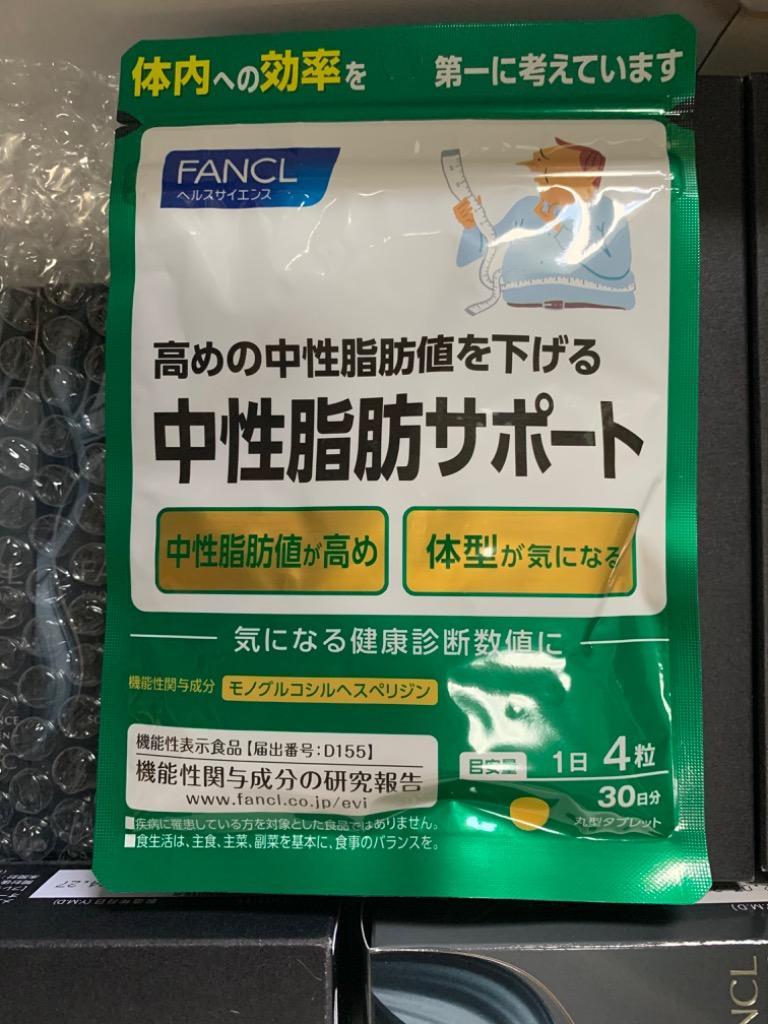 体内への効率を 第一に考えています
FANCL
ヘルスサイエンス
高めの中性脂肪値を下げる
中性脂肪サポート
中性脂肪値が高め 体型が気になる
気になる健康診断数値に
機能性関与成分 モノグルコシルヘスペリジン
機能性表示食品【届出番号:D155】
機能性関与成分の研究報告
www.fancl.co.jp/evi
目安量 1日 4粒
30日分
丸型タブレット
■疾病に罹患している方を対象とした食品ではありません。
■食生活は、主食、主菜、副菜を基本に、食事のバランスを。